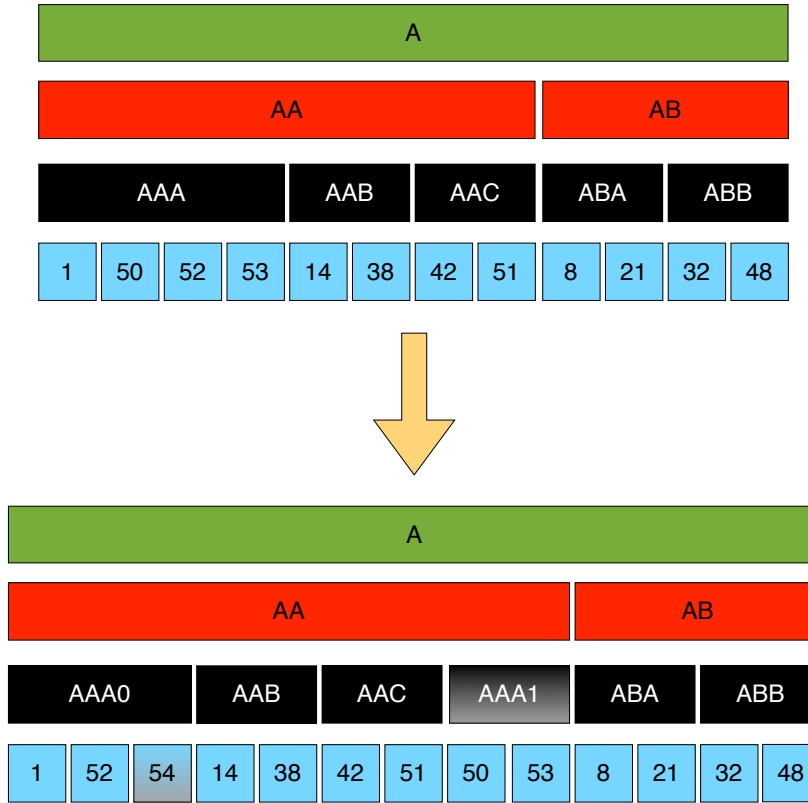 A
AA AB
AAA AAB AAC ABA ABB
1 50 52 53 14 38 42 51 8 21 32 48
A
AA AB
AAA0 AAB AAC AAA1 ABA ABB
1 52 54 14 38 42 51 50 53 8 21 32 48